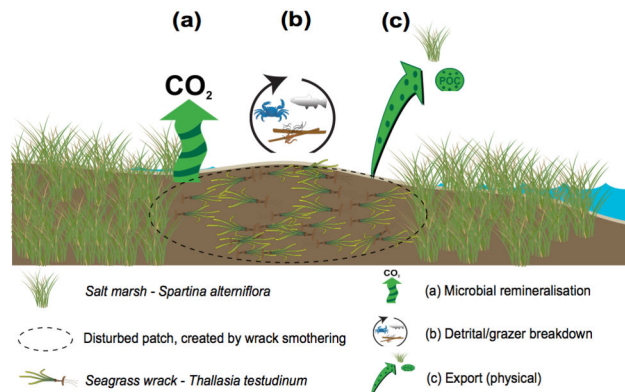 (a)
(b)
(c)
CO2
POC
Salt marsh - Spartina alterniflora
Disturbed patch, created by wrack smothering
Seagrass wrack - Thallasia testudinum
CO2
(a) Microbial remineralisation
(b) Detrital/grazer breakdown
(c) Export (physical)